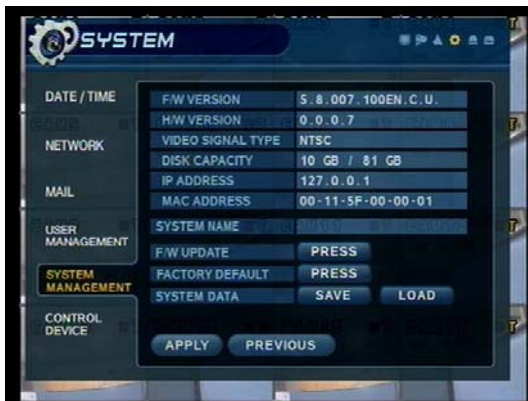 SYSTEM
DATE / TIME
NETWORK
MAIL
USER
MANAGEMENT
SYSTEM
MANAGEMENT
CONTROL
DEVICE
F/W VERSION 5.8.007.100EN.C.U.
H/W VERSION 0.0.0.7
VIDEO SIGNAL TYPE NTSC
DISK CAPACITY 10 GB / 81 GB
IP ADDRESS 127.0.0.1
MAC ADDRESS 00-11-5F-00-00-01
SYSTEM NAME
F/W UPDATE PRESS
FACTORY DEFAULT PRESS
SYSTEM DATA SAVE LOAD
APPLY PREVIOUS